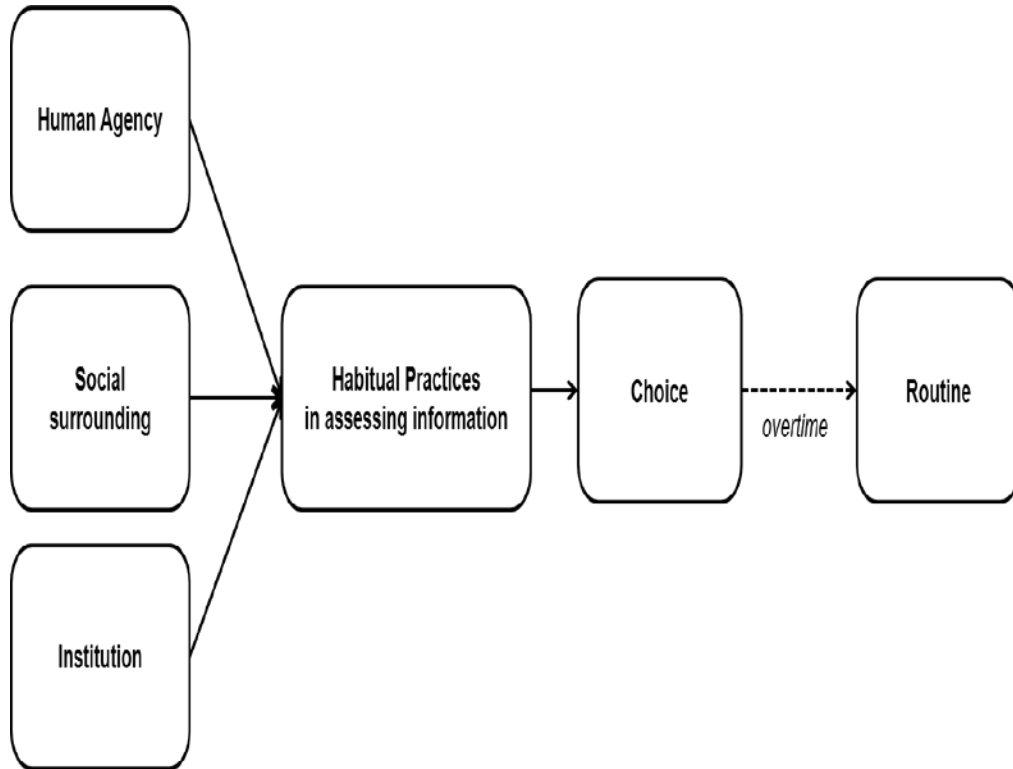 Human Agency
Social
surrounding
Institution
Habitual Practices
in assessing information
Choice
overtime
Routine